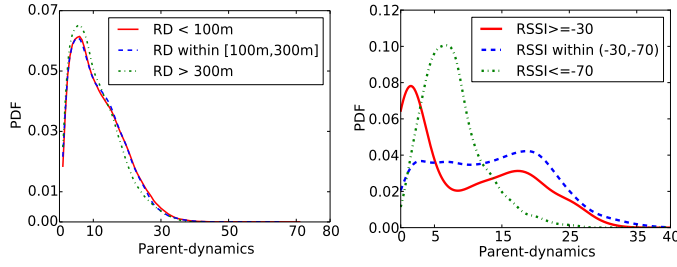 0.07
0.05
0.03
0.01
0.00
0
10
30
50
60
80
PDF
Parent-dynamics
RD < 100m
RD within [100m,300m]
RD > 300m
0.12
0.10
0.08
0.06
0.04
0.02
0.00
0
5
15
25
35
40
PDF
Parent-dynamics
RSSI>=-30
RSSI within (-30,-70)
RSSI<=-70